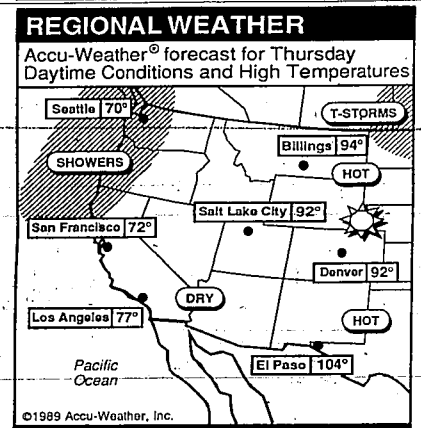 REGIONAL WEATHER
Accu-Weather® forecast for Thursday
Daytime Conditions and High Temperatures
Seattle 70°
T-STORMS
Billings 94°
SHOWERS
HOT
Salt Lake City 92°
San Francisco 72°
Denver 92°
DRY
Los Angeles 77°
HOT
Pacific
Ocean
El Paso 104°
©1989 Accu-Weather, Inc.